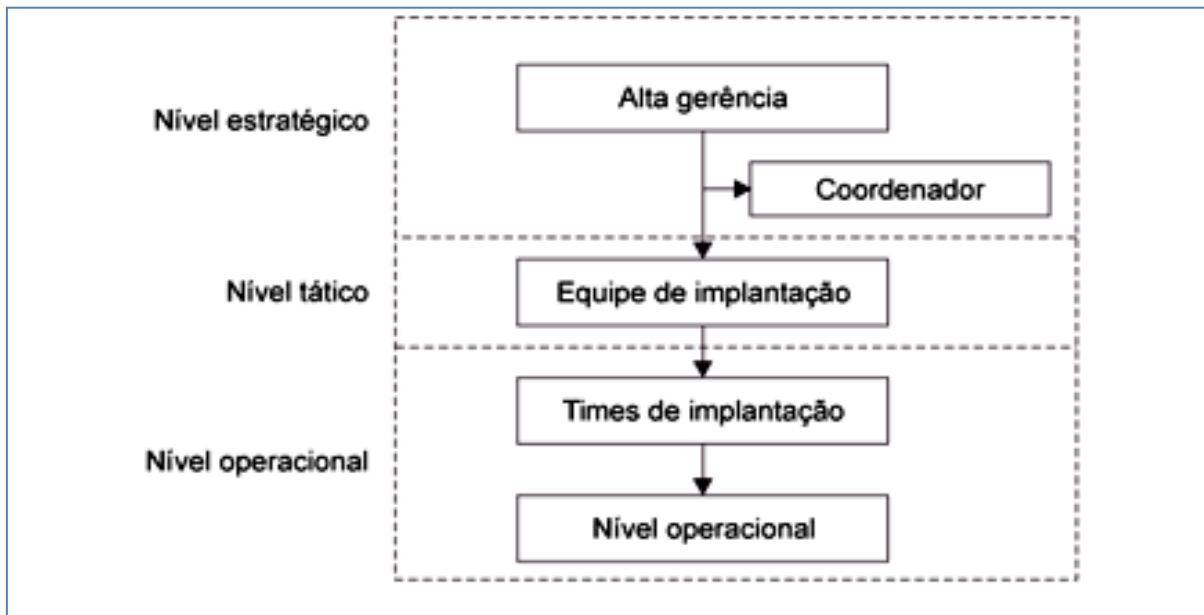 Nível estratégico
Alta gerência
Coordenador
Nível tático
Equipe de implantação
Times de implantação
Nível operacional
Nível operacional